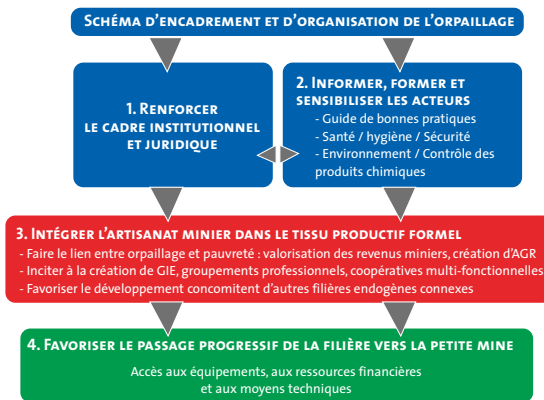 SCHÉMA D'ENCADREMENT ET D'ORGANISATION DE L'ORPAILLAGE
1. RENFORCER
LE CADRE INSTITUTIONNEL
ET JURIDIQUE
2. INFORMER, FORMER ET
SENSIBILISER LES ACTEURS
- Guide de bonnes pratiques
- Santé / hygiène / Sécurité
- Environnement / Contrôle des
produits chimiques
3. INTÉGRER L'ARTISANAT MINIER DANS LE TISSU PRODUCTIF FORMEL
- Faire le lien entre orpaillage et pauvreté : valorisation des revenus miniers, création d'AGR
- Inciter à la création de GIE, groupements professionnels, coopératives multi-fonctionnelles
- Favoriser le développement concomitent d'autres filières endogènes connexes
4. FAVORISER LE PASSAGE PROGRESSIF DE LA FILIÈRE VERS LA PETITE MINE
Accès aux équipements, aux ressources financières
et aux moyens techniques